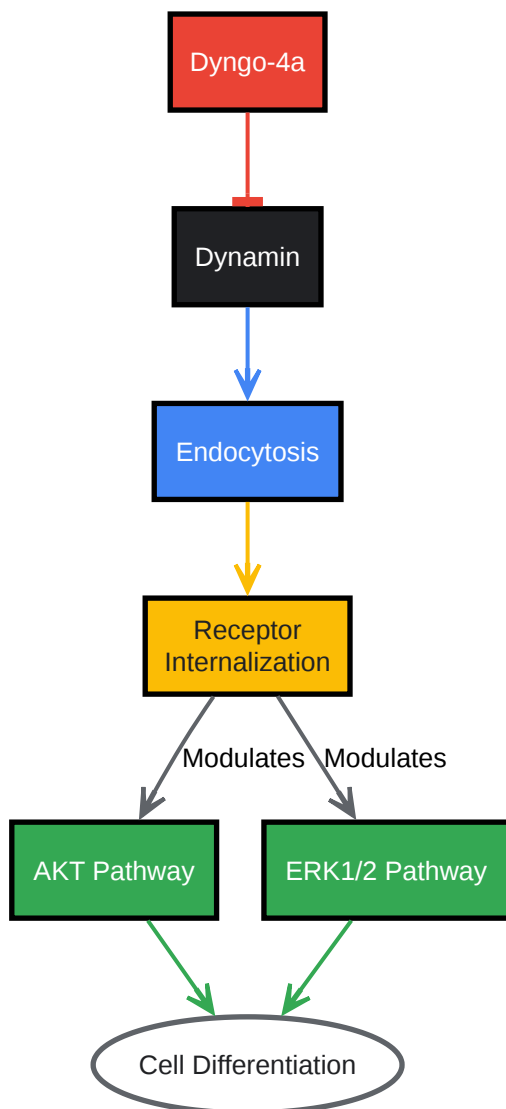 Dyngo-4a
Dynamin
Endocytosis
Receptor
Internalization
Modulates
Modulates
AKT Pathway
ERK1/2 Pathway
Cell Differentiation